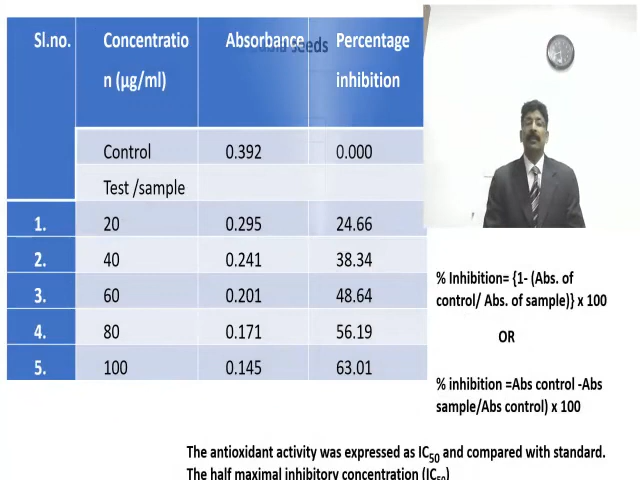 Sl.no. Concentratio Absorbance Percentage
n (µg/ml) inhibition
seeds
Control 0.392 0.000
Test /sample
1. 20 0.295 24.66
2. 40 0.241 38.34
3. 60 0.201 48.64
4. 80 0.171 56.19
5. 100 0.145 63.01
% Inhibition= {1- (Abs. of
control/ Abs. of sample)} x 100
OR
% inhibition =Abs control -Abs
sample/Abs control) x 100
The antioxidant activity was expressed as IC50 and compared with standard.
The half maximal inhibitory concentration (IC50)